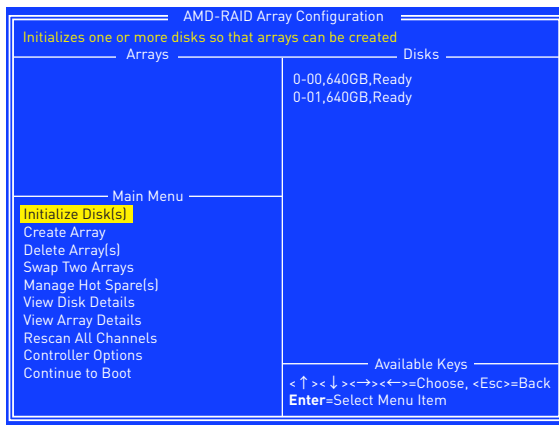 AMD-RAID Array Configuration
Initializes one or more disks so that arrays can be created
Arrays
Disks
0-00,640GB,Ready
0-01,640GB,Ready
Main Menu
Initialize Disk(s)
Create Array
Delete Array(s)
Swap Two Arrays
Manage Hot Spare(s)
View Disk Details
View Array Details
Rescan All Channels
Controller Options
Continue to Boot
Available Keys
<↑><↓><→><←>=Choose, <Esc>=Back
Enter=Select Menu Item